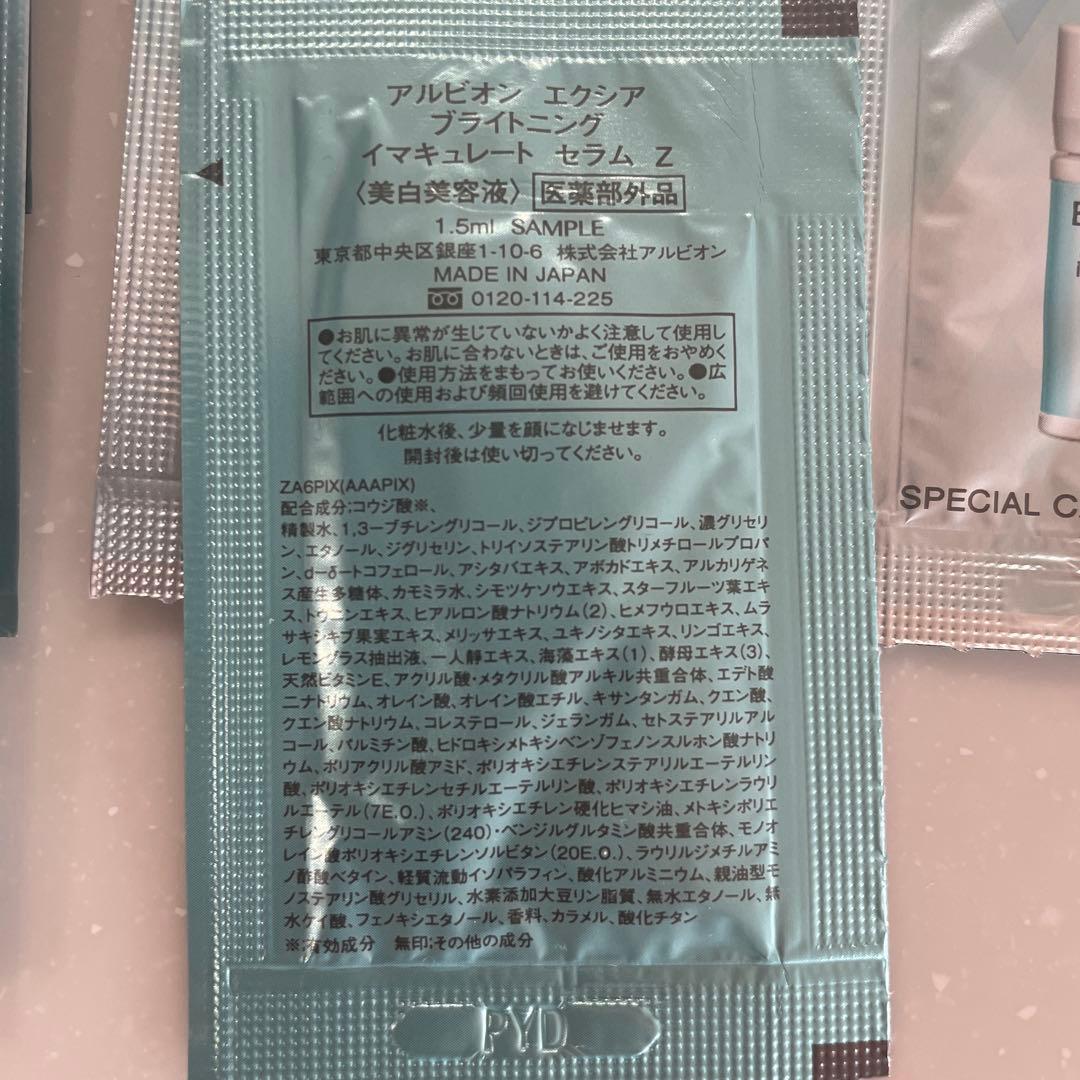 アルビオン エクシア
ブライトニング
イマキュレート セラム Z
〈美白美容液〉 医薬部外品
1.5ml SAMPLE
東京都中央区銀座1-10-6 株式会社アルビオン
MADE IN JAPAN
0120-114-225
●お肌に異常が生じていないかよく注意して使用し
てください。お肌に合わないときは、ご使用をおやめく
ださい。●使用方法をまもってお使いください。●広
範囲への使用および頻回使用を避けてください。
化粧水後、少量を顔になじませます。
開封後は使い切ってください。
ZA6PIX(AAAPIX)
配合成分;コウジ酸※、
精製水、1,3ーブチレングリコール、ジプロピレングリコール、濃グリセリ
ン、エタノール、ジグリセリン、トリイソステアリン酸トリメチロールプロパ
ン、dーδートコフェロール、アシタバエキス、アボカドエキス、アルカリゲネ
ス産生多糖体、カモミラ水、シモツケソウエキス、スターフルーツ葉エキ
ス、トウニンエキス、ヒアルロン酸ナトリウム(2)、ヒメフウロエキス、ムラ
サキシキブ果実エキス、メリッサエキス、ユキノシタエキス、リンゴエキス、
レモングラス抽出液、一人静エキス、海藻エキス(1)、酵母エキス(3)、
天然ビタミンE、アクリル酸・メタクリル酸アルキル共重合体、エデト酸
二ナトリウム、オレイン酸、オレイン酸エチル、キサンタンガム、クエン酸、
クエン酸ナトリウム、コレステロール、ジェランガム、セトステアリルアル
コール、パルミチン酸、ヒドロキシメトキシベンゾフェノンスルホン酸ナトリ
ウム、ポリアクリル酸アミド、ポリオキシエチレンステアリルエーテルリン
酸、ポリオキシエチレンセチルエーテルリン酸、ポリオキシエチレンラウリ
ルエーテル(7E.O.)、ポリオキシエチレン硬化ヒマシ油、メトキシポリエ
チレングリコールアミン(240)・ベンジルグルタミン酸共重合体、モノオ
レイン酸ポリオキシエチレンソルビタン(20E.O.)、ラウリルジメチルアミ
ノ酢酸ベタイン、軽質流動イソパラフィン、酸化アルミニウム、親油型モ
ノステアリン酸グリセリル、水素添加大豆リン脂質、無水エタノール、無
水ケイ酸、フェノキシエタノール、香料、カラメル、酸化チタン
※;有効成分 無印;その他の成分
PYD
SPECIAL C